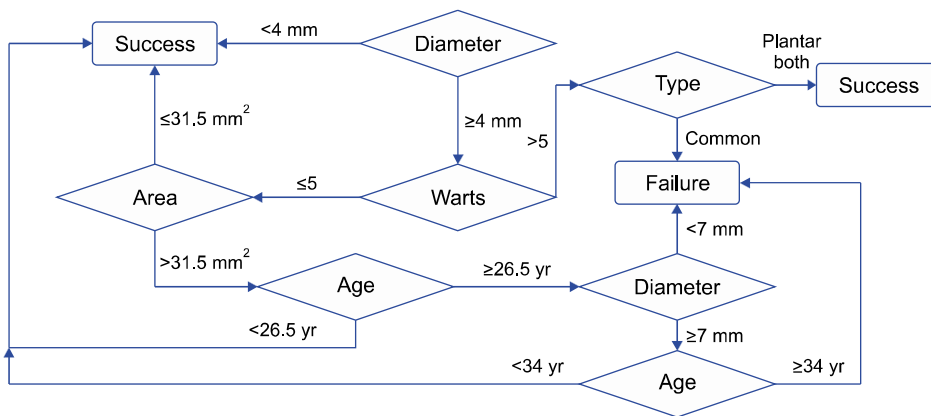 Success
<4 mm
Diameter
Plantar
both
Type
Success
≤31.5 mm²
≥4 mm
>5
Common
Area
≤5
Warts
Failure
<7 mm
>31.5 mm²
Age
≥26.5 yr
Diameter
<26.5 yr
≥7 mm
<34 yr
Age
≥34 yr